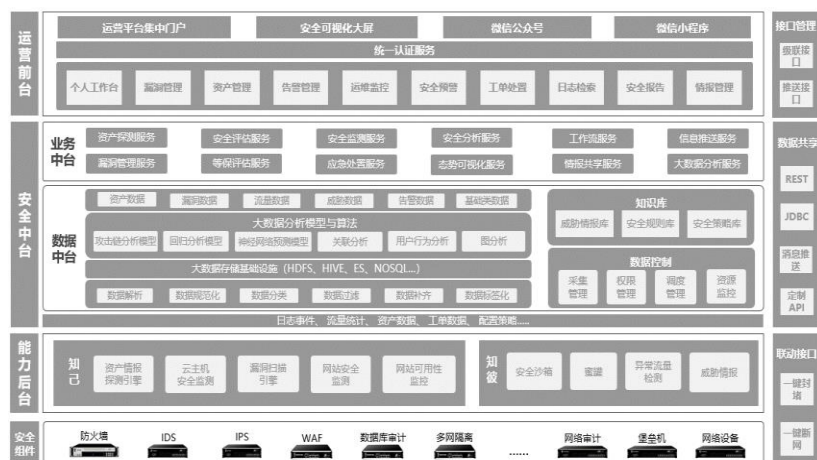 运营前台
运营平台集中门户
安全可视化大屏
微信公众号
微信小程序
统一认证服务
个人工作台
漏洞管理
资产管理
告警管理
运维监控
安全预警
工单处置
日志检索
安全报告
情报管理
安全中台
业务中台
资产探测服务
安全评估服务
安全监测服务
安全分析服务
工作流服务
信息推送服务
漏洞管理服务
等保评估服务
应急处置服务
态势可视化服务
情报共享服务
大数据分析服务
数据中台
资产数据
漏洞数据
流量数据
威胁数据
告警数据
基础类数据
大数据分析模型与算法
攻击链分析模型
回归分析模型
神经网络预测模型
关联分析
用户行为分析
图分析
大数据存储基础设施（HDFS、HIVE、ES、NOSQL...）
数据解析
数据规范化
数据分类
数据过滤
数据补齐
数据标签化
知识库
威胁情报库
安全规则库
安全策略库
数据控制
采集管理
权限管理
调度管理
资源监控
日志事件、流量统计、资产数据、工单数据、配置策略......
能力后台
知己
资产情报探测引擎
云主机安全监测
漏洞扫描引擎
网站安全监测
网站可用性监控
知彼
安全沙箱
蜜罐
异常流量检测
威胁情报
安全组件
防火墙
IDS
IPS
WAF
数据库审计
多网隔离
......
网络审计
堡垒机
网络设备
接口管理
级联接口
推送接口
数据共享
REST
JDBC
消息推送
定制API
联动接口
一键封堵
一键断网